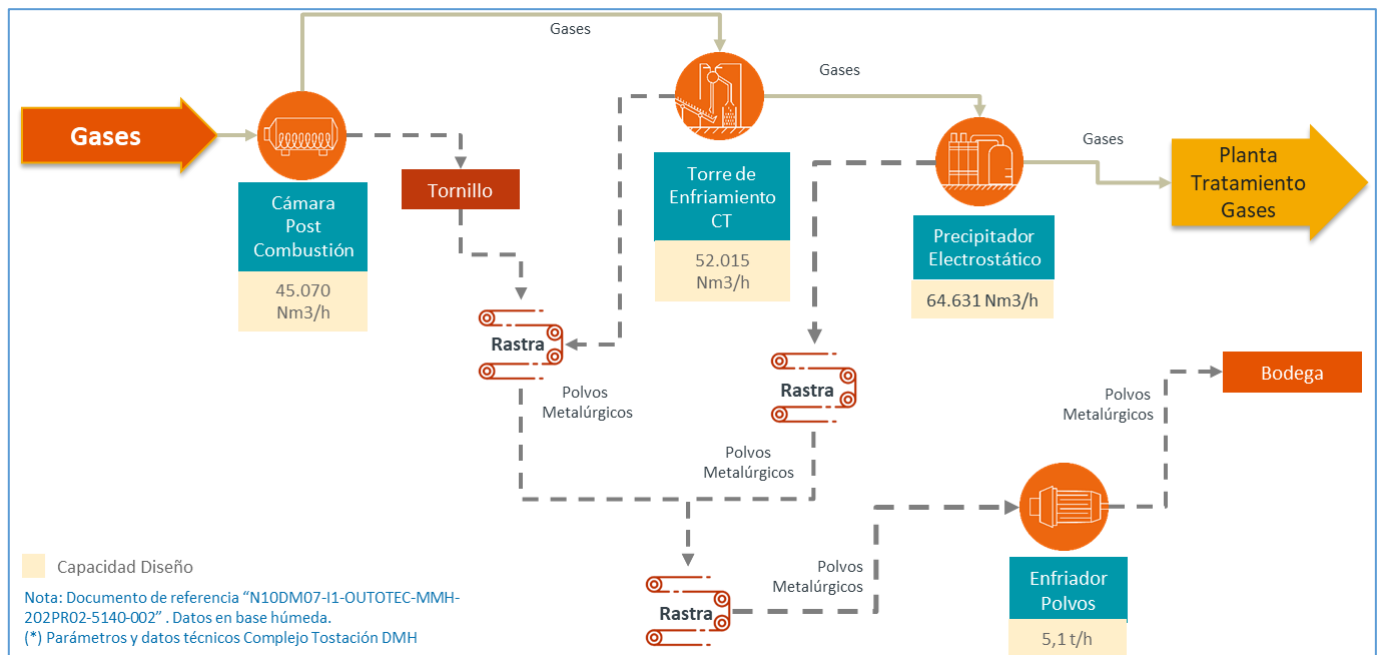 Gases
Gases
Gases
Gases
Planta
Tratamiento
Gases
Tornillo
Cámara
Post
Combustión
45.070
Nm3/h
Torre de
Enfriamiento
CT
52.015
Nm3/h
Precipitador
Electrostático
64.631 Nm3/h
Rastra
Polvos
Metalúrgicos
Rastra
Polvos
Metalúrgicos
Bodega
Polvos
Metalúrgicos
Rastra
Polvos
Metalúrgicos
Enfriador
Polvos
5,1 t/h
Capacidad Diseño
Nota: Documento de referencia “N10DM07-I1-OUTOTEC-MMH-
202PR02-5140-002” . Datos en base húmeda.
(*) Parámetros y datos técnicos Complejo Tostación DMH